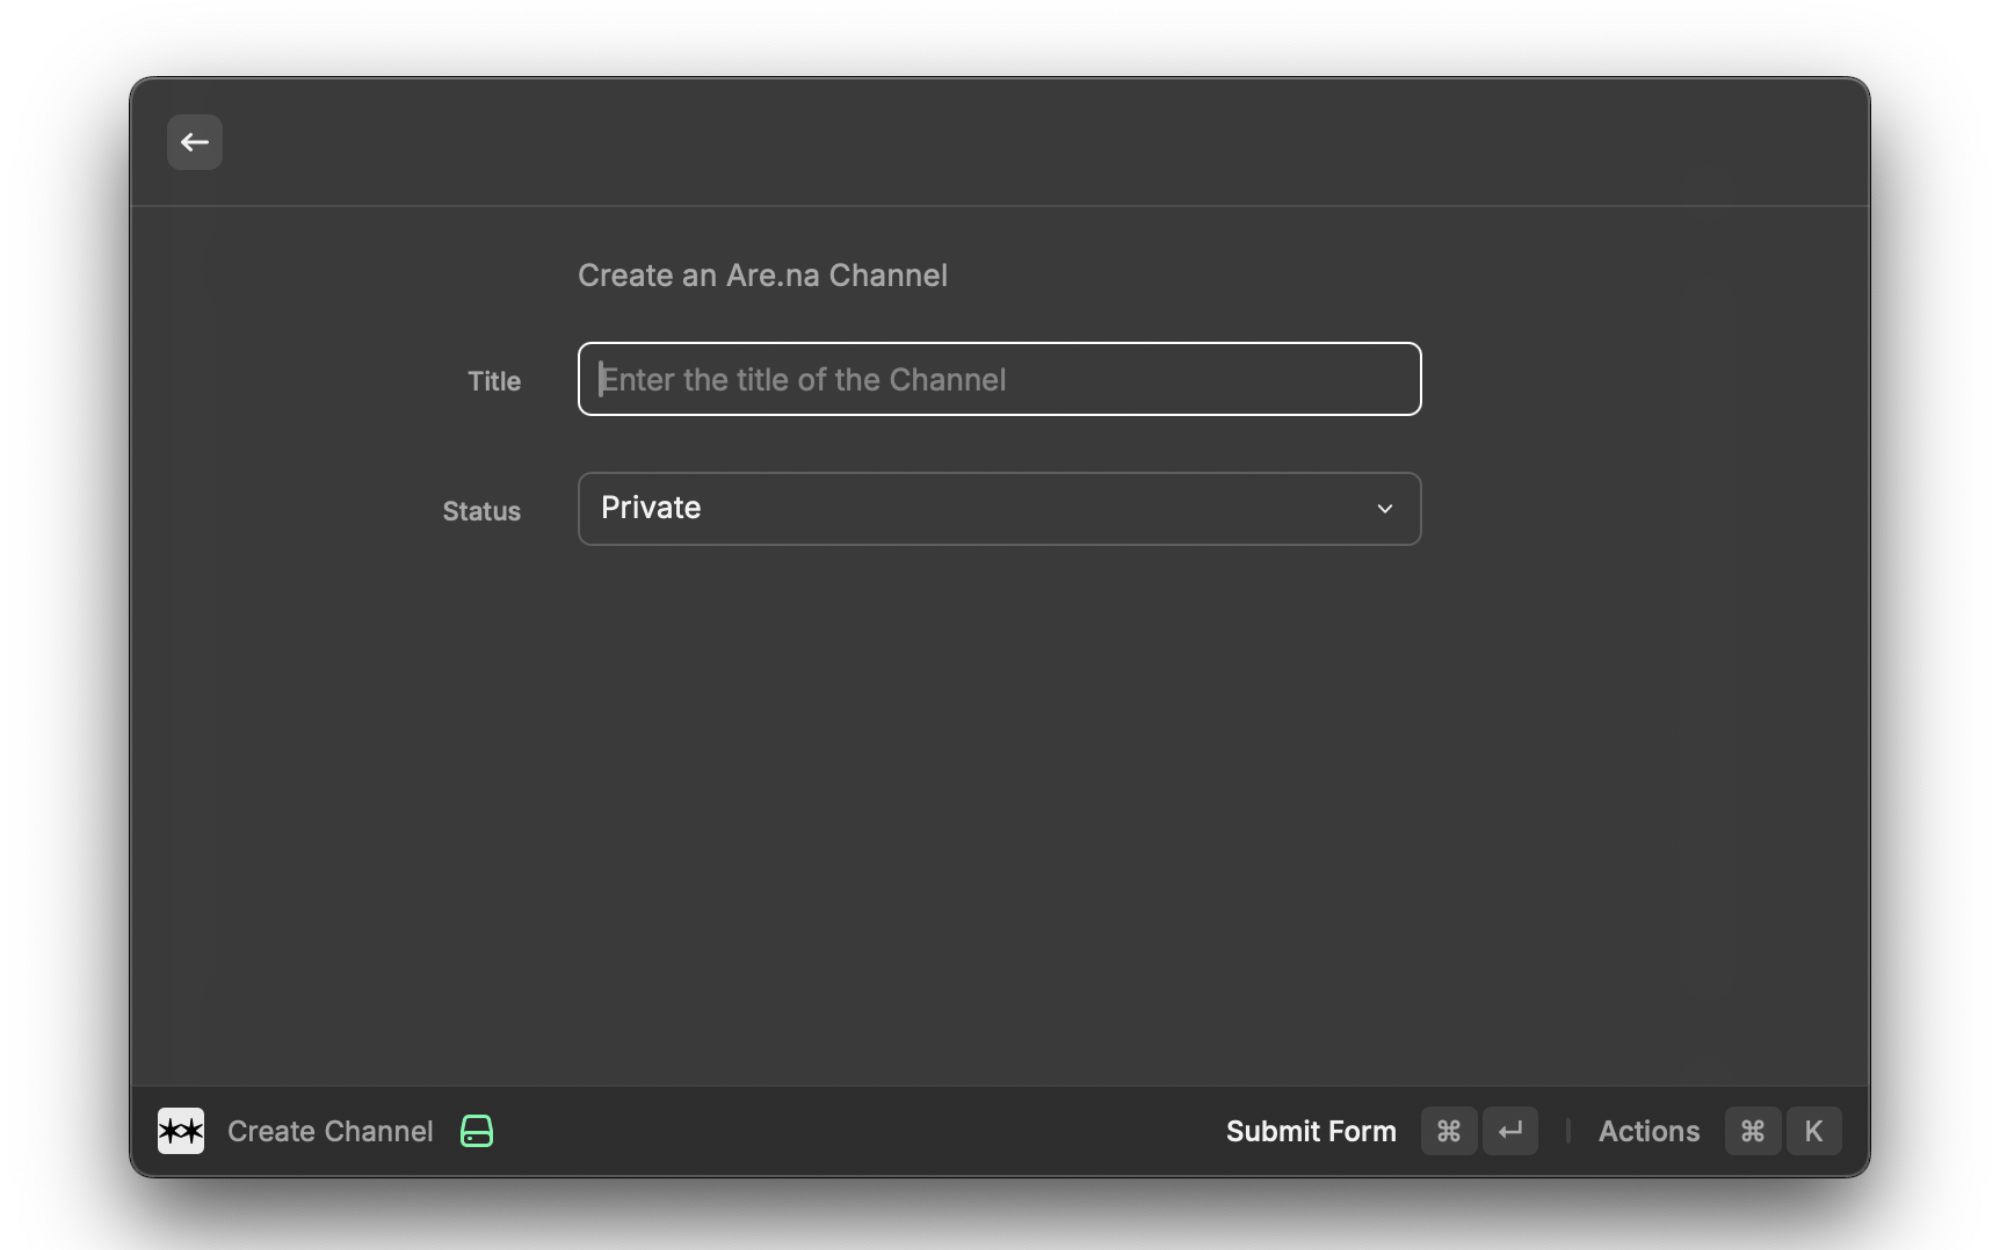 Create an Are.na Channel
Title
Enter the title of the Channel
Status
Private
Create Channel
Submit Form ⌘ ↵
Actions ⌘ K